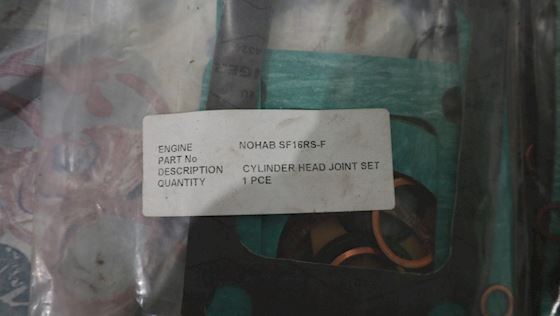 ENGINE NOHAB SF16RS-F
PART No
DESCRIPTION CYLINDER HEAD JOINT SET
QUANTITY 1 PCE